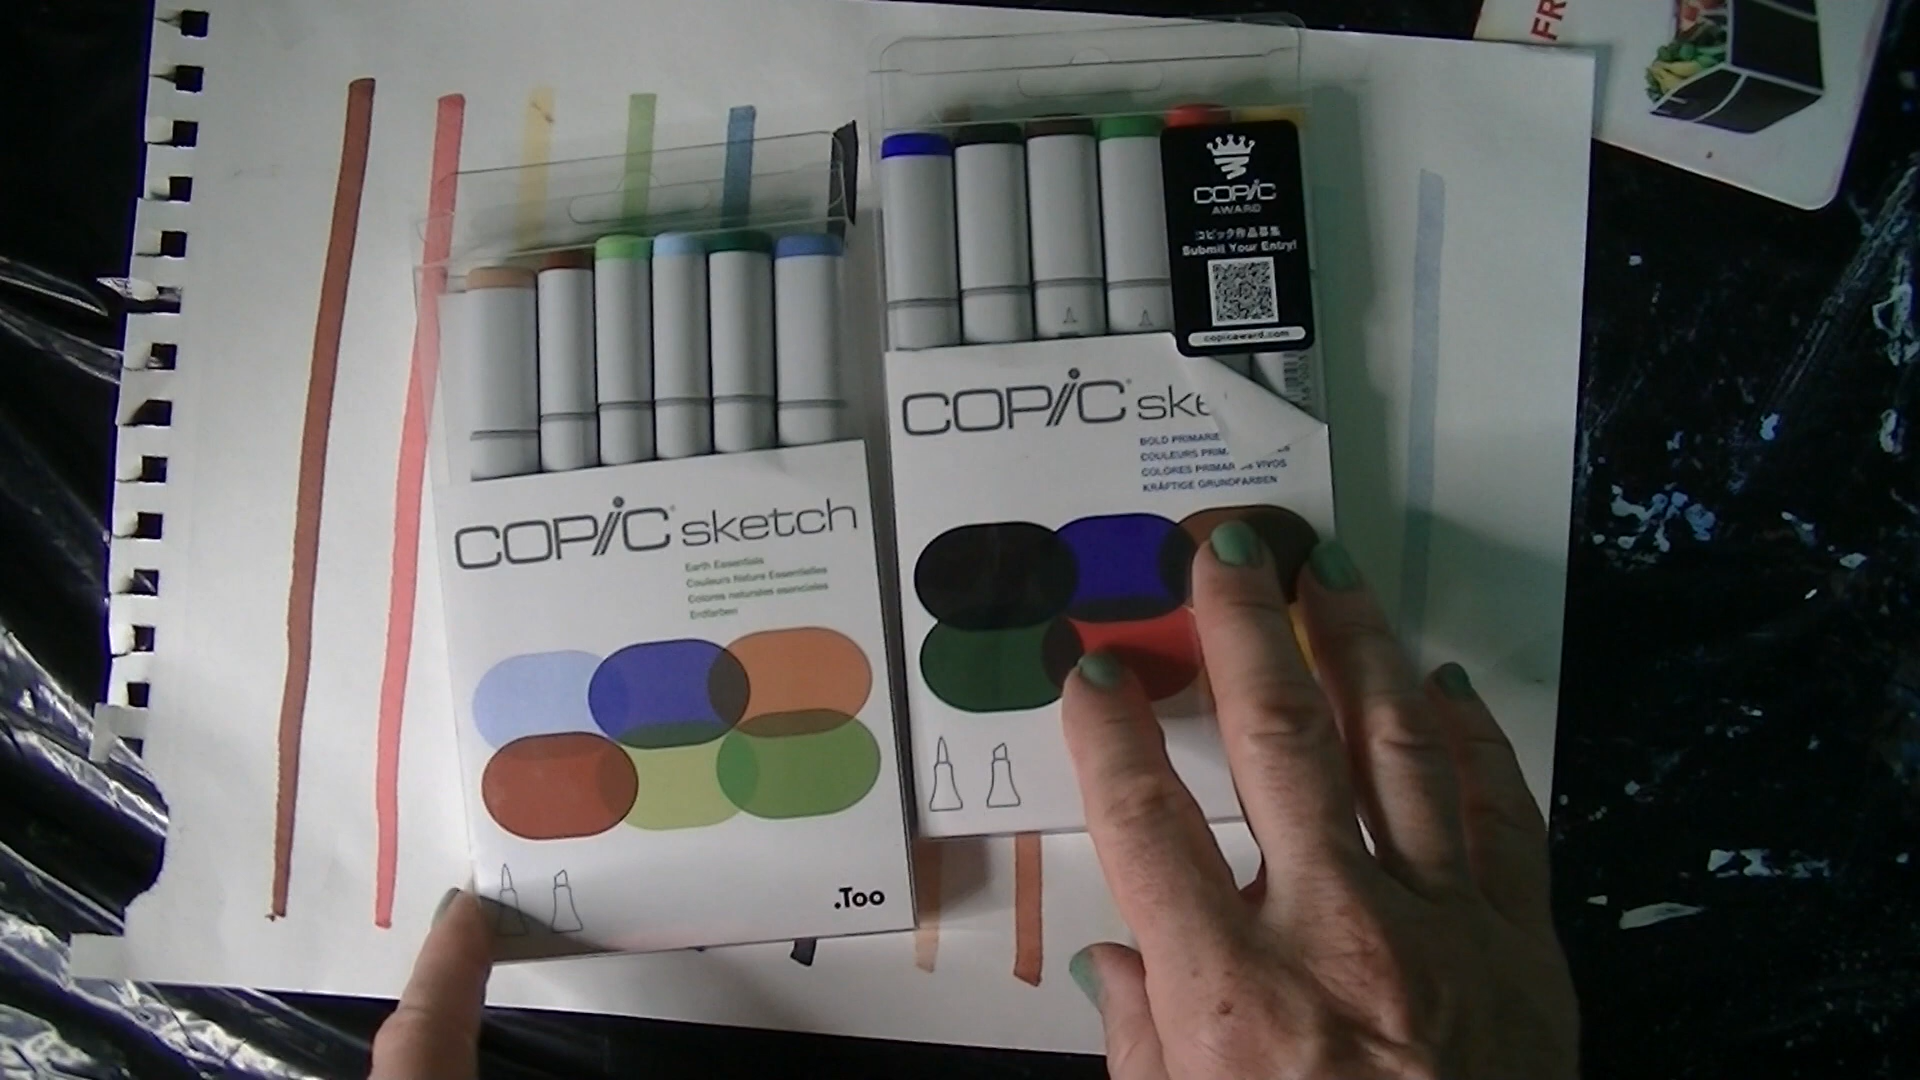 FR
COPIC
AWARD
コピック作品募集
Submit Your Entry!
copicaward.com
COPIC ske
BOLD PRIMARIE
COULEURS PRIM
COLORES PRIMAR VIVOS
KRÄFTIGE GRUNDFARBEN
COPIC sketch
Earth Essentials
Couleurs Nature Essentielles
Colores naturales esenciales
Erdfarben
.Too